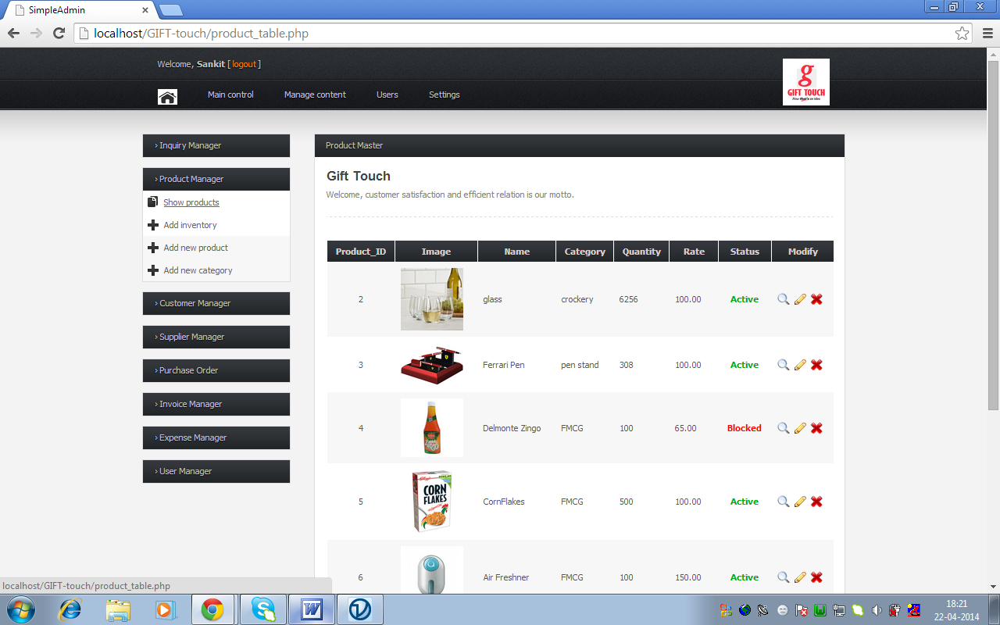 SimpleAdmin
localhost/GIFT-touch/product_table.php
Welcome, Sankit [ logout ]
g
GIFT TOUCH
Now that's an idea
Main control Manage content Users Settings
› Inquiry Manager
› Product Manager
Show products
Add inventory
Add new product
Add new category
› Customer Manager
› Supplier Manager
› Purchase Order
› Invoice Manager
› Expense Manager
› User Manager
Product Master
Gift Touch
Welcome, customer satisfaction and efficient relation is our motto.
Product_ID Image Name Category Quantity Rate Status Modify
2 glass crockery 6256 100.00 Active
3 Ferrari Pen pen stand 308 100.00 Active
4 Delmonte Zingo FMCG 100 65.00 Blocked
CORN
FLAKES
5 CornFlakes FMCG 500 100.00 Active
6 Air Freshner FMCG 100 150.00 Active
localhost/GIFT-touch/product_table.php
18:21
22-04-2014